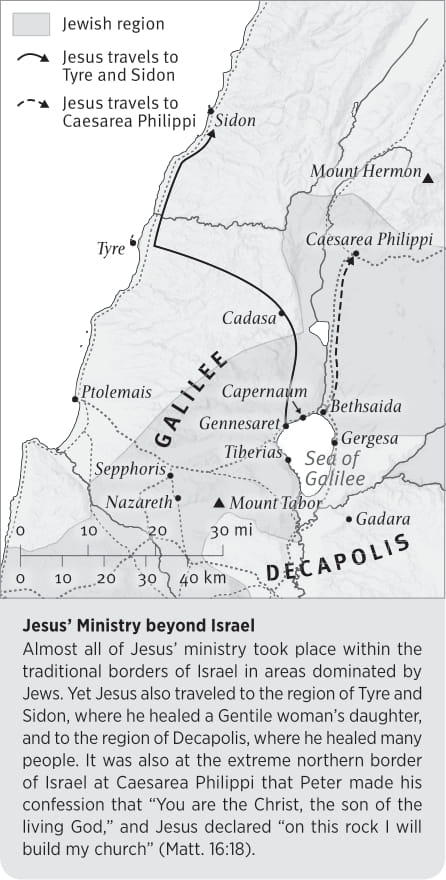 Jewish region
Jesus travels to
Tyre and Sidon
Jesus travels to
Caesarea Philippi
Sidon
Mount Hermon
Tyre
Caesarea Philippi
Cadasa
GALILEE
Ptolemais
Capernaum
Bethsaida
Gennesaret
Gergesa
Tiberias
Sea of
Galilee
Sepphoris
Nazareth
Mount Tabor
Gadara
DECAPOLIS
0 10 20 30 mi
0 10 20 30 40 km
Jesus’ Ministry beyond Israel
Almost all of Jesus’ ministry took place within the
traditional borders of Israel in areas dominated by
Jews. Yet Jesus also traveled to the region of Tyre and
Sidon, where he healed a Gentile woman’s daughter,
and to the region of Decapolis, where he healed many
people. It was also at the extreme northern border
of Israel at Caesarea Philippi that Peter made his
confession that “You are the Christ, the son of the
living God,” and Jesus declared “on this rock I will
build my church” (Matt. 16:18).